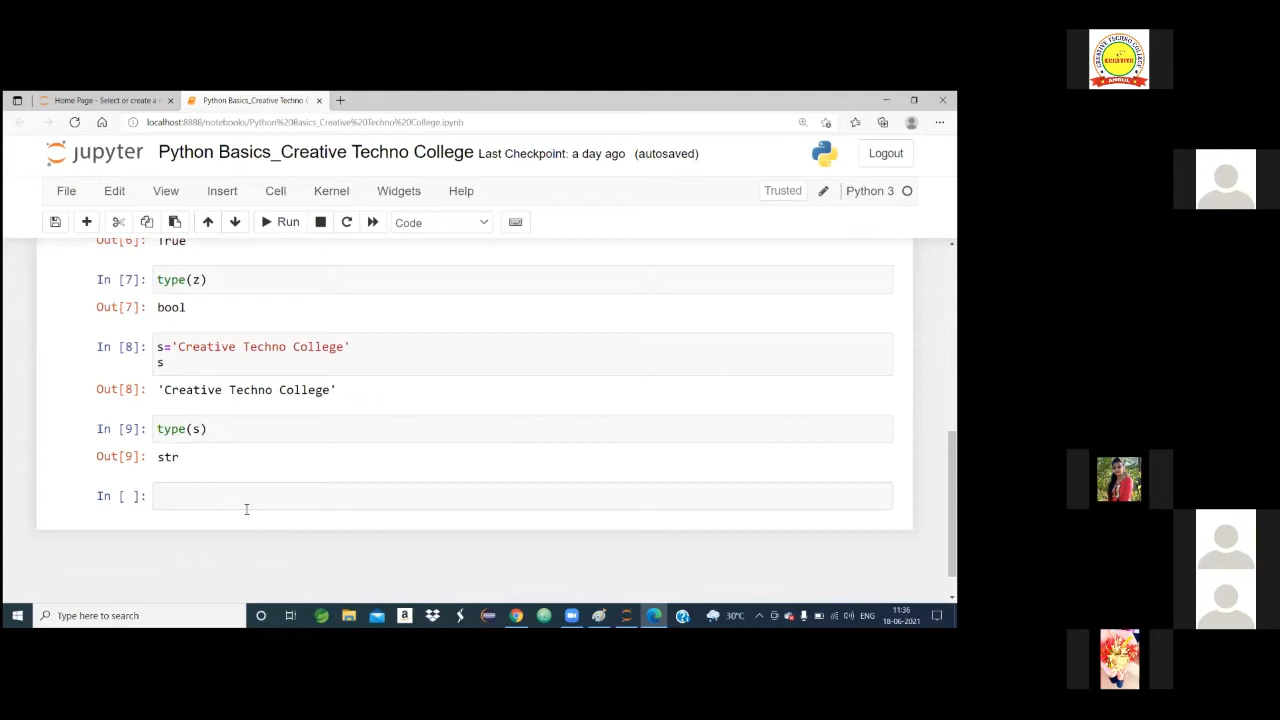 Home Page - Select or create a
Python Basics_Creative Techno
localhost:8888/notebooks/Python%20Basics_Creative%20Techno%20College.ipynb
jupyter Python Basics_Creative Techno College Last Checkpoint: a day ago (autosaved)
Logout
File Edit View Insert Cell Kernel Widgets Help
Trusted
Python 3
Run
Code
Out[6]: True
In [7]: type(z)
Out[7]: bool
In [8]: s='Creative Techno College'
s
Out[8]: 'Creative Techno College'
In [9]: type(s)
Out[9]: str
In [ ]:
Type here to search
30°C
ENG
11:36
18-06-2021
CREATIVE TECHNO COLLEGE